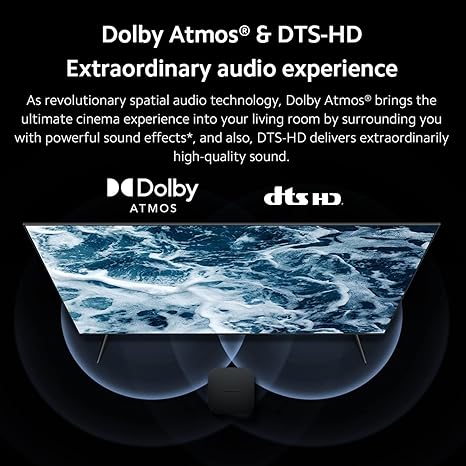 Dolby Atmos® & DTS-HD
Extraordinary audio experience
As revolutionary spatial audio technology, Dolby Atmos® brings the
ultimate cinema experience into your living room by surrounding you
with powerful sound effects*, and also, DTS-HD delivers extraordinarily
high-quality sound.
Dolby
ATMOS
dts HD®